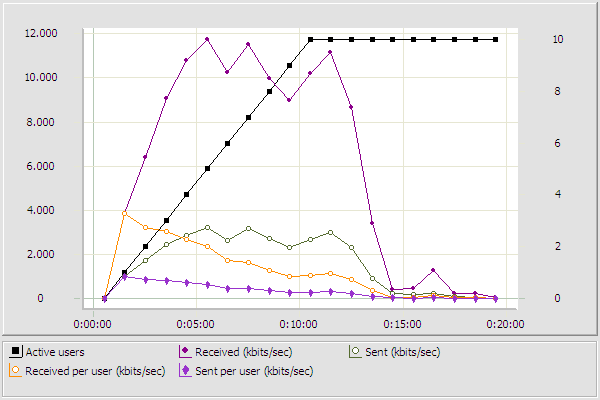 12.000 10
10.000 8
8.000 6
6.000 4
4.000 2
2.000
0 0
0:00:00 0:05:00 0:10:00 0:15:00 0:20:00
Active users Received (kbits/sec) Sent (kbits/sec)
Received per user (kbits/sec) Sent per user (kbits/sec)